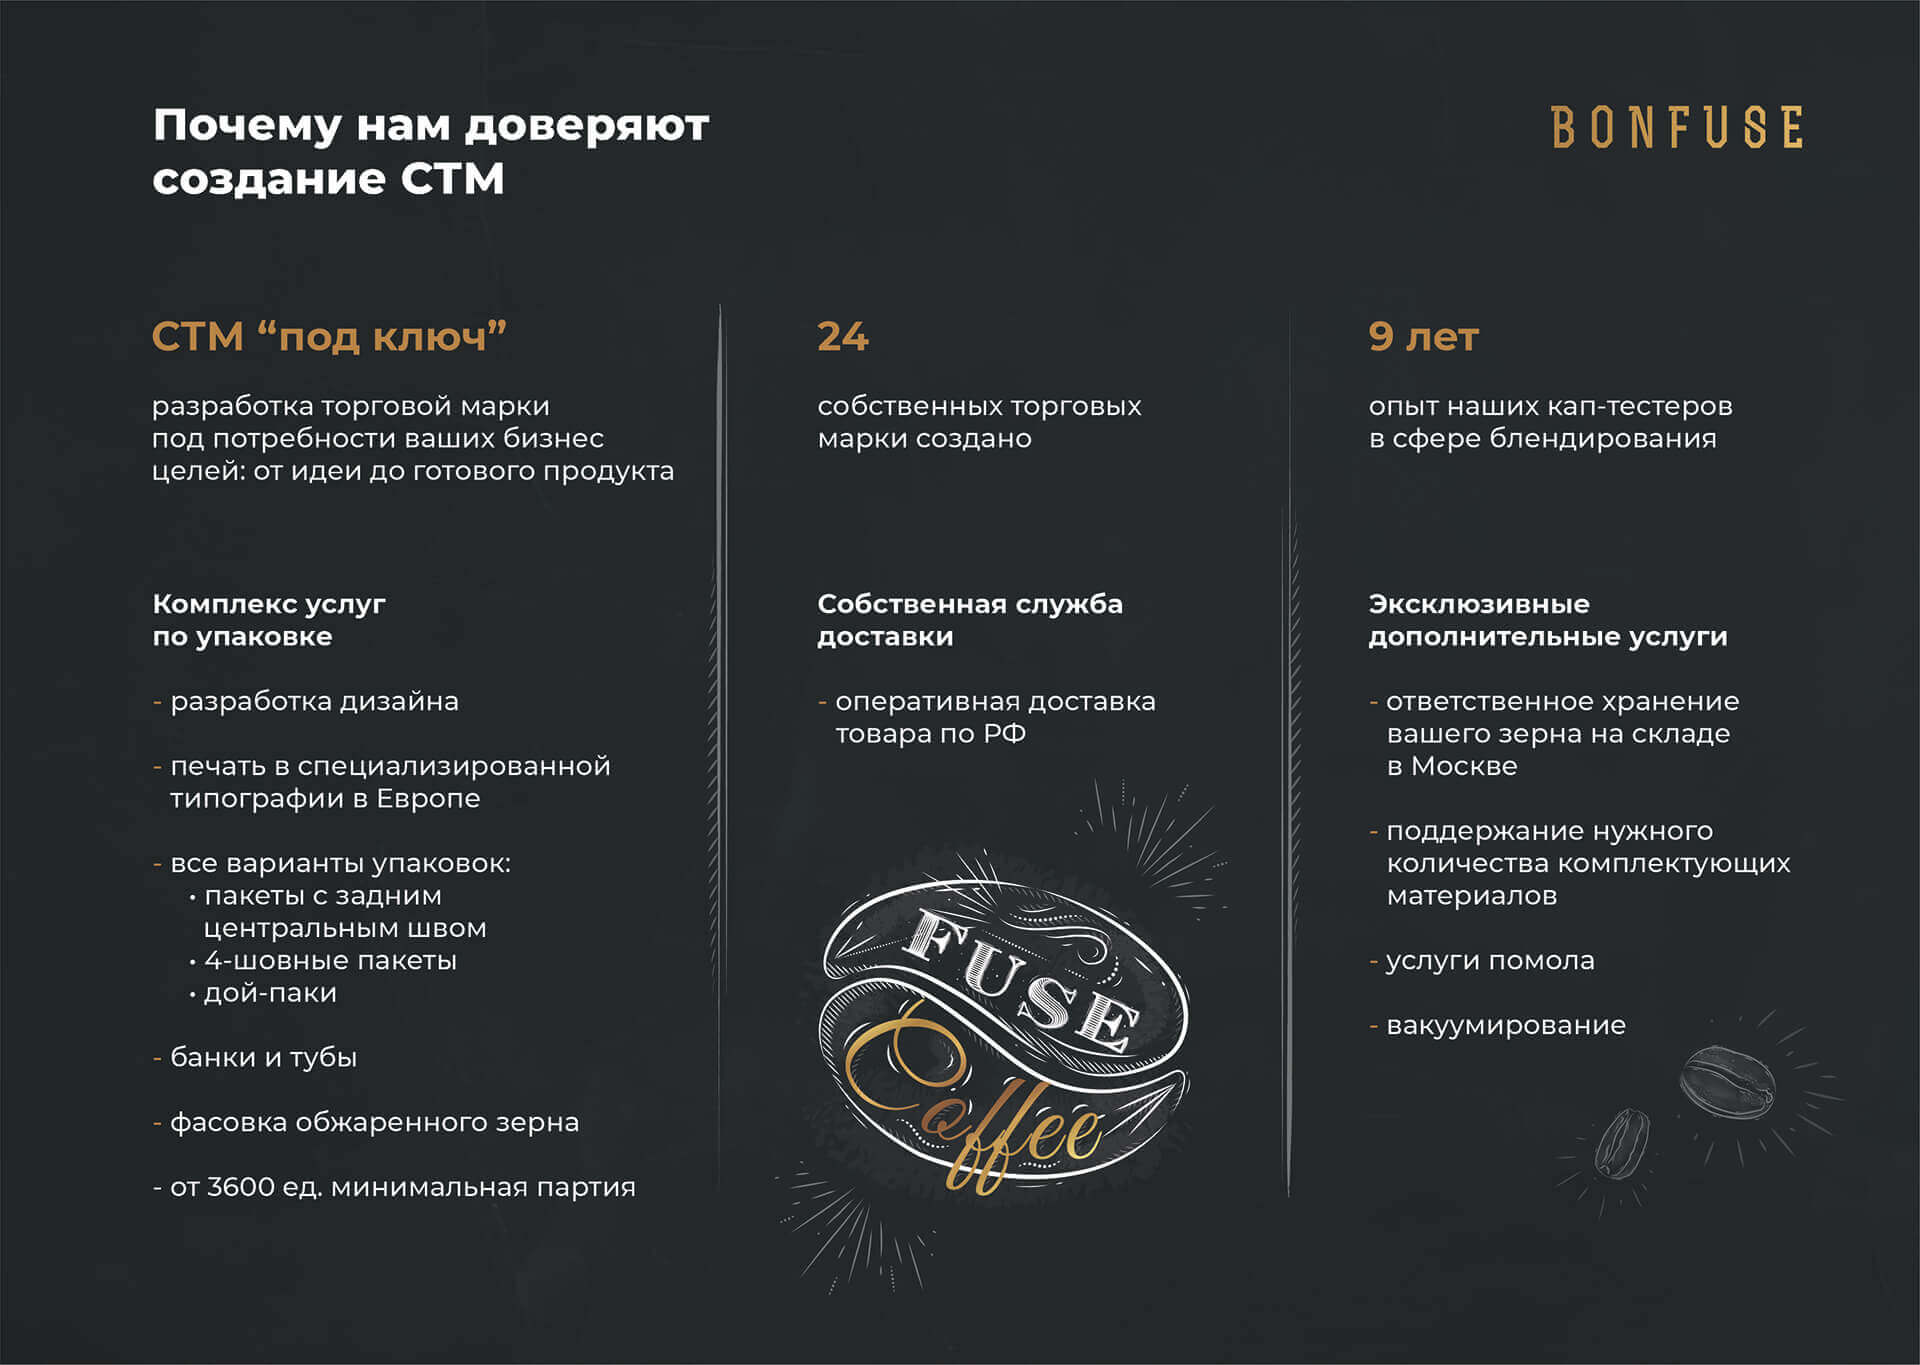 Почему нам доверяют
создание СТМ
BONFUSE
СТМ “под ключ”
разработка торговой марки
под потребности ваших бизнес
целей: от идеи до готового продукта
Комплекс услуг
по упаковке
- разработка дизайна
- печать в специализированной
типографии в Европе
- все варианты упаковок:
• пакеты с задним
центральным швом
• 4-шовные пакеты
• дой-паки
- банки и тубы
- фасовка обжаренного зерна
- от 3600 ед. минимальная партия
24
собственных торговых
марки создано
Собственная служба
доставки
- оперативная доставка
товара по РФ
FUSE
Coffee
9 лет
опыт наших кап-тестеров
в сфере блендирования
Эксклюзивные
дополнительные услуги
- ответственное хранение
вашего зерна на складе
в Москве
- поддержание нужного
количества комплектующих
материалов
- услуги помола
- вакуумирование